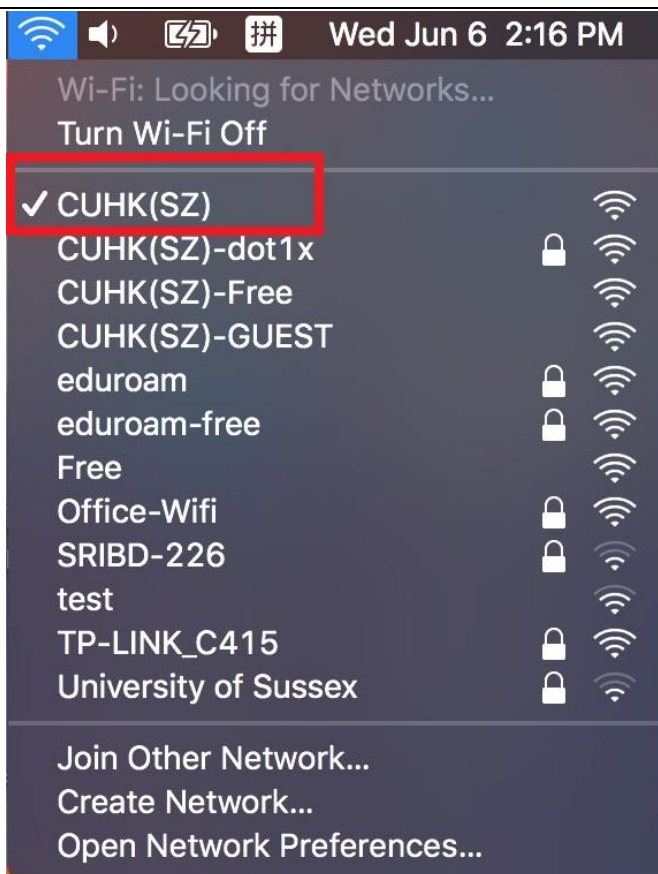 拼 Wed Jun 6 2:16 PM
Wi-Fi: Looking for Networks...
Turn Wi-Fi Off
CUHK(SZ)
CUHK(SZ)-dot1x
CUHK(SZ)-Free
CUHK(SZ)-GUEST
eduroam
eduroam-free
Free
Office-Wifi
SRIBD-226
test
TP-LINK_C415
University of Sussex
Join Other Network...
Create Network...
Open Network Preferences...